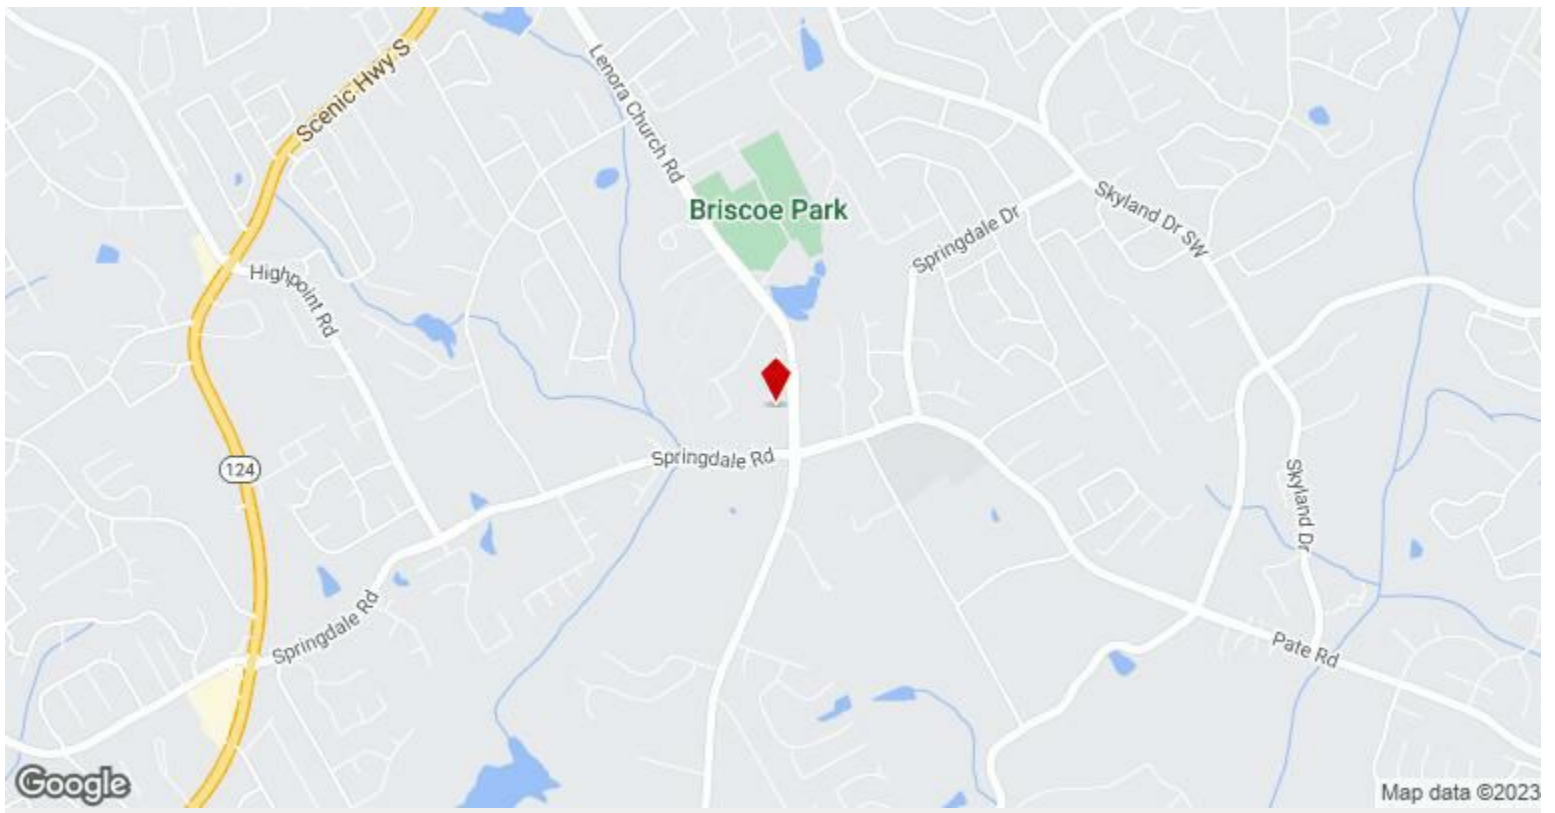 Scenic Hwy S
Lenora Church Rd
Briscoe Park
Skyland Dr SW
Springdale Dr
Highpoint Rd
124
Springdale Rd
Skyland Dr
Springdale Rd
Pate Rd
Google
Map data ©2023